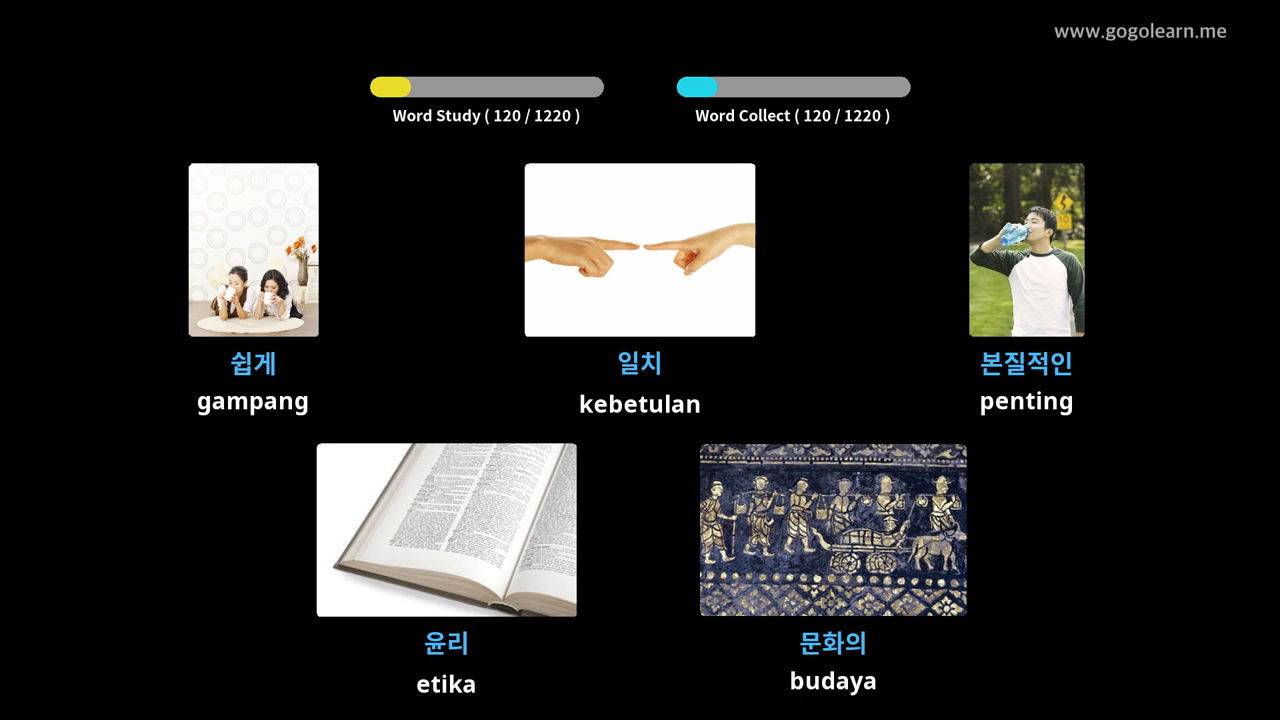 www.gogolearn.me
Word Study ( 120 / 1220 )
Word Collect ( 120 / 1220 )
쉽게
gampang
일치
kebetulan
본질적인
penting
윤리
etika
문화의
budaya